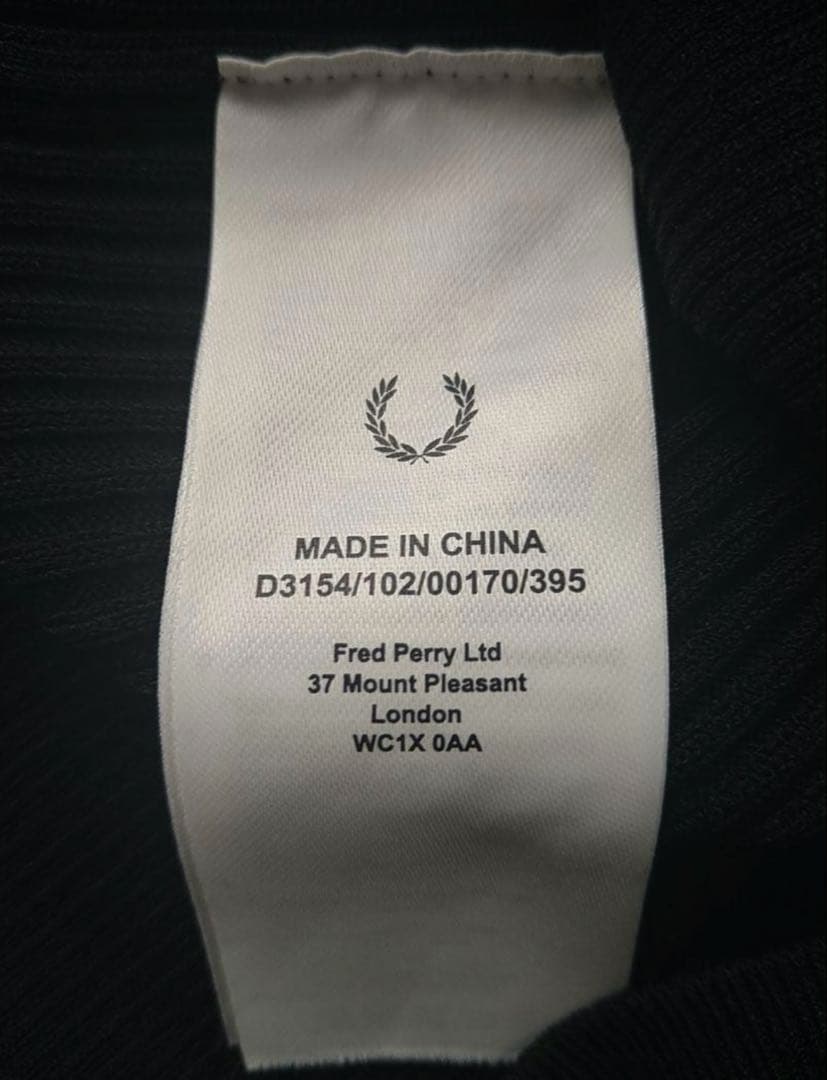 MADE IN CHINA
D3154/102/00170/395
Fred Perry Ltd
37 Mount Pleasant
London
WC1X 0AA